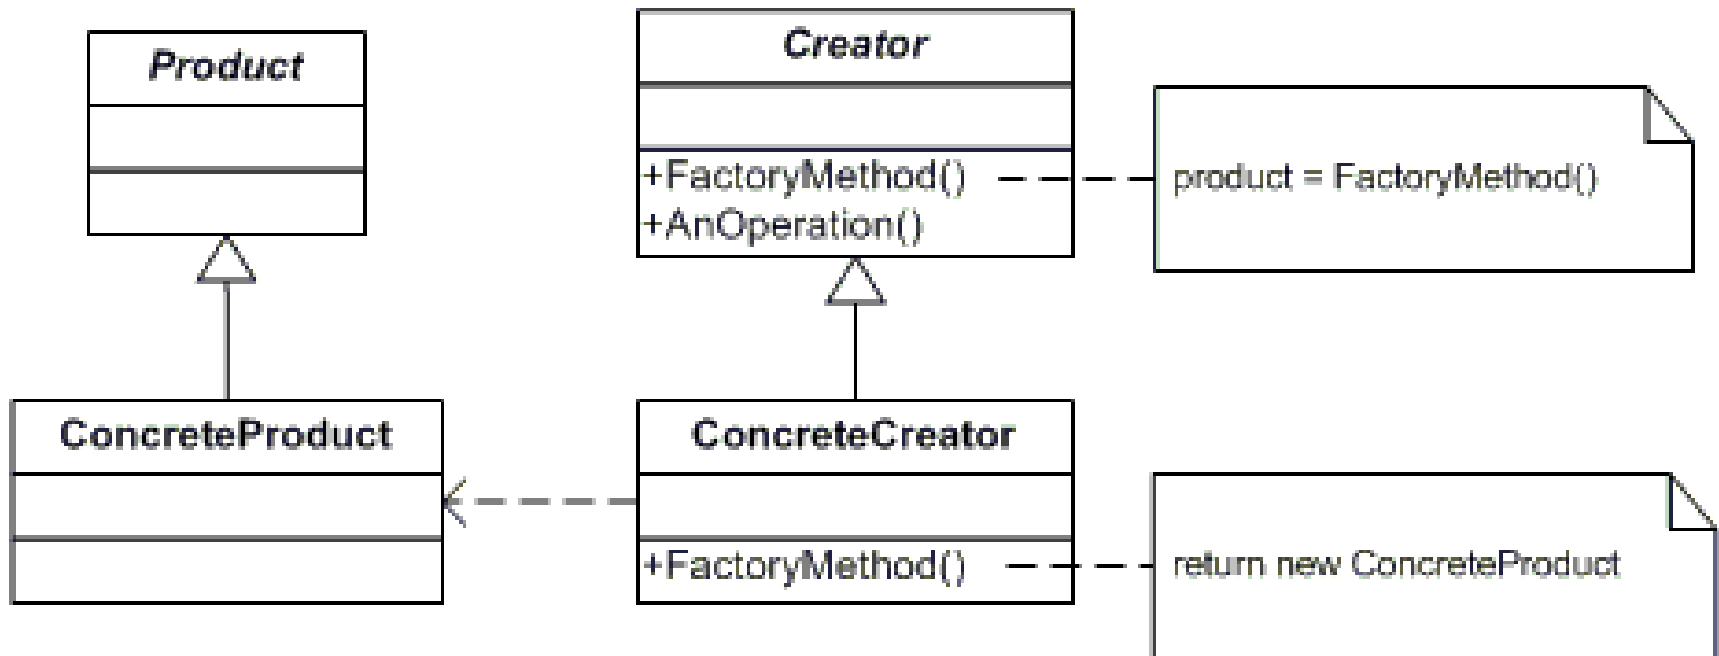 Product
Creator
+FactoryMethod()
+AnOperation()
product = FactoryMethod()
ConcreteProduct
ConcreteCreator
+FactoryMethod()
return new ConcreteProduct